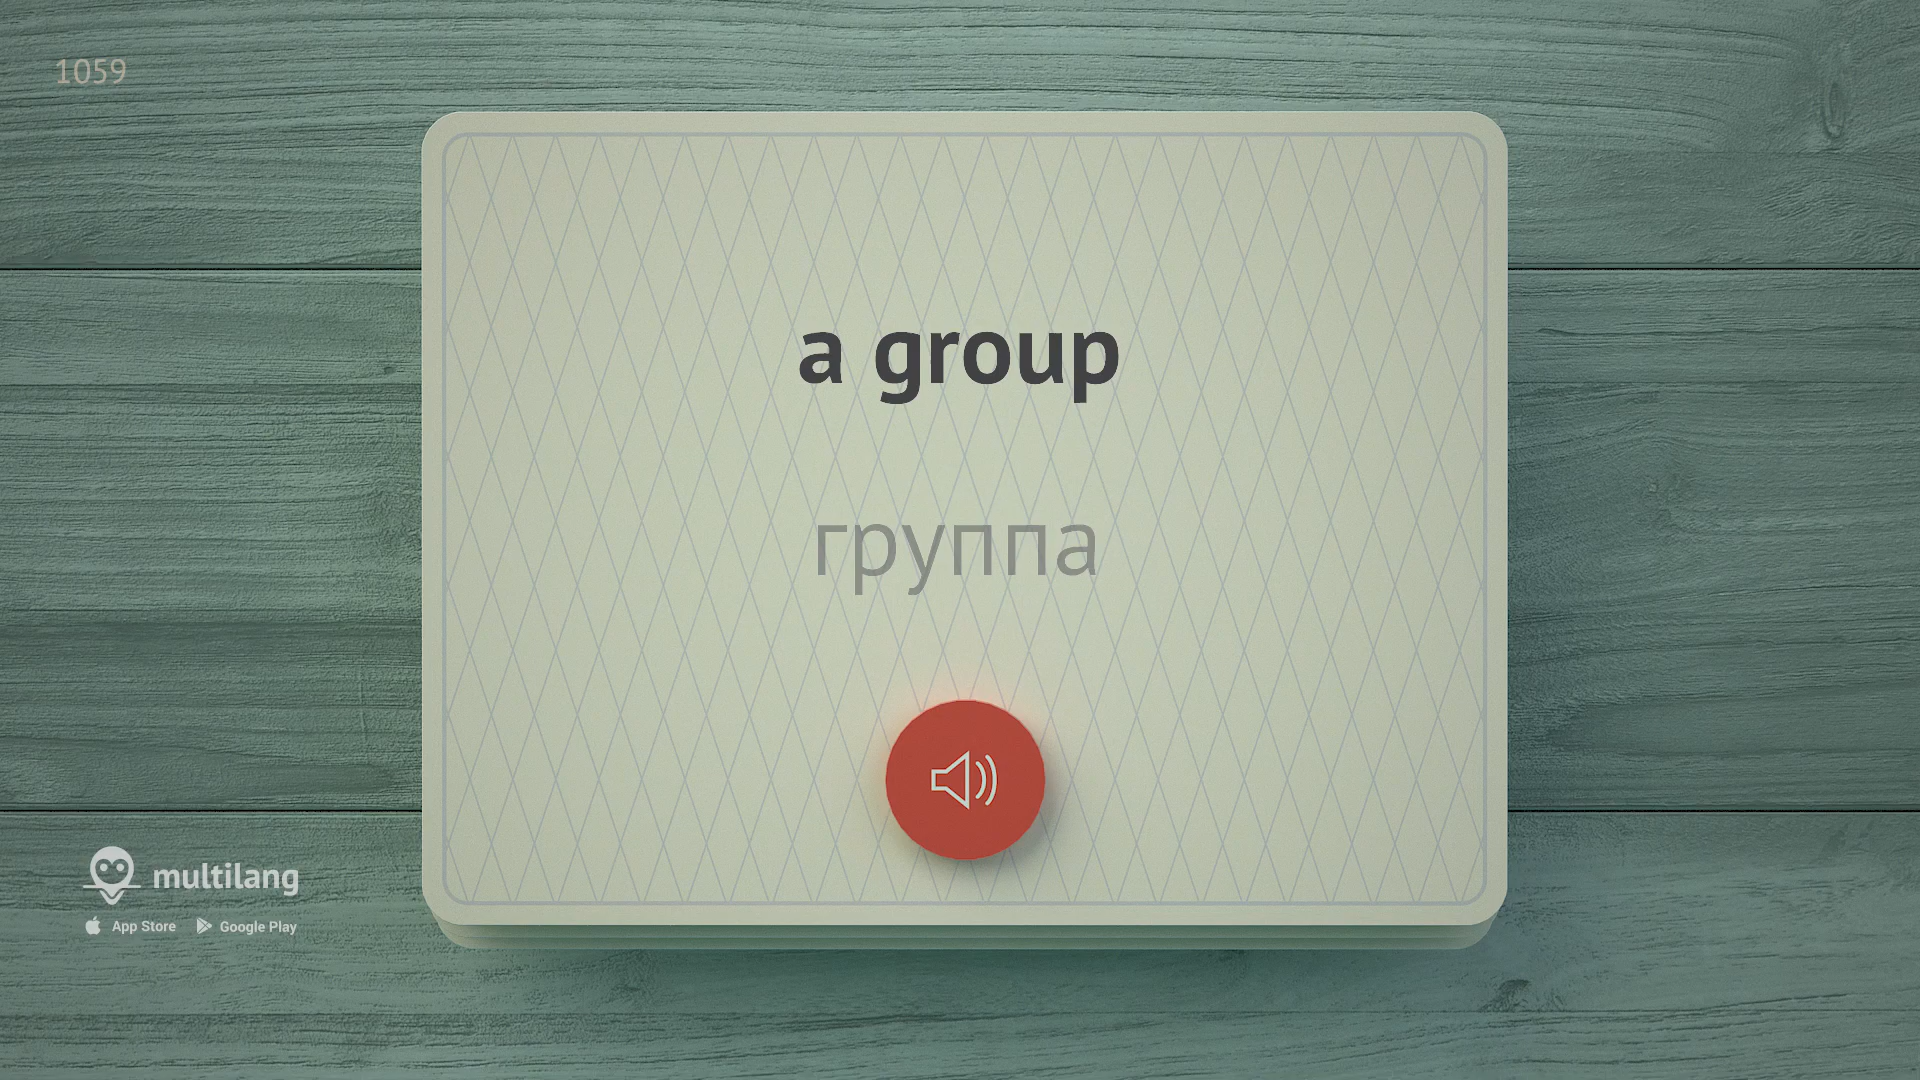 1059
a group
группа
multilang
App Store
Google Play